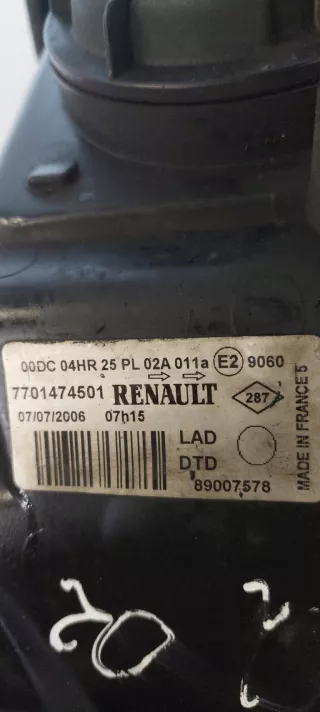 00DC 04HR 25 PL 02A 011a E2 9060
7701474501 RENAULT 287
07/07/2006 07h15
LAD
DTD
89007578
MADE IN FRANCE 5